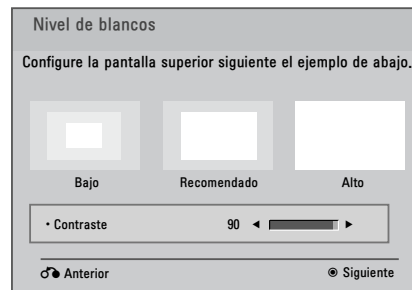 Nivel de blancos
Configure la pantalla superior siguiente el ejemplo de abajo.
Bajo Recomendado Alto
• Contraste 90 ◄ ►
Anterior ◉ Siguiente